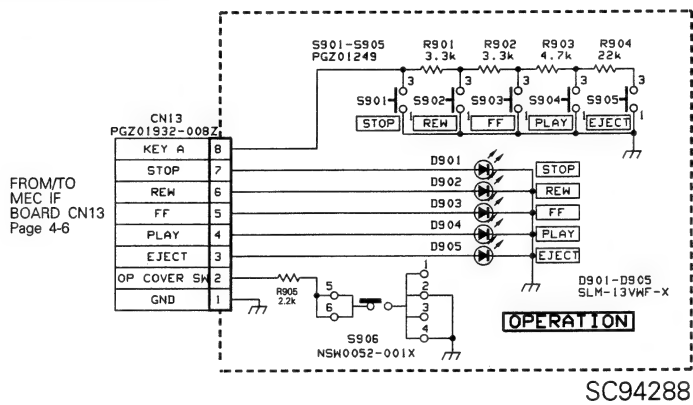 S901-S905
PGZ01249
R901
3.3k
R902
3.3k
R903
4.7k
R904
22k
3
3
3
3
3
S901
S902
S903
S904
S905
1
1
1
1
1
STOP
REW
FF
PLAY
EJECT
CN13
PGZ01932-008Z
KEY A 8
STOP 7
REW 6
FF 5
PLAY 4
EJECT 3
OP COVER SW 2
GND 1
FROM/TO
MEC IF
BOARD CN13
Page 4-6
D901
STOP
D902
REW
D903
FF
D904
PLAY
D905
EJECT
D901-D905
SLM-13VWF-X
R905
2.2k
5
6
1
2
3
4
S906
NSW0052-001X
OPERATION
SC94288